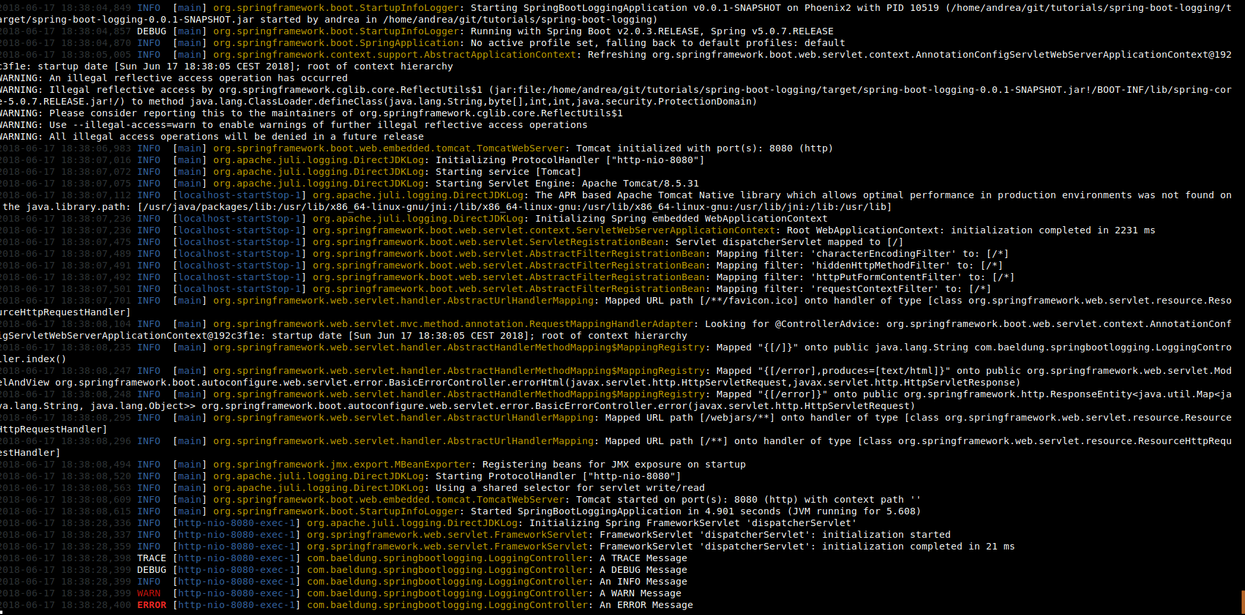 2018-06-17 18:38:04,849 INFO [main] org.springframework.boot.StartupInfoLogger: Starting SpringBootLoggingApplication v0.0.1-SNAPSHOT on Phoenix2 with PID 10519 (/home/andrea/git/tutorials/spring-boot-logging/t
arget/spring-boot-logging-0.0.1-SNAPSHOT.jar started by andrea in /home/andrea/git/tutorials/spring-boot-logging)
2018-06-17 18:38:04,857 DEBUG [main] org.springframework.boot.StartupInfoLogger: Running with Spring Boot v2.0.3.RELEASE, Spring v5.0.7.RELEASE
2018-06-17 18:38:04,870 INFO [main] org.springframework.boot.SpringApplication: No active profile set, falling back to default profiles: default
2018-06-17 18:38:05,005 INFO [main] org.springframework.context.support.AbstractApplicationContext: Refreshing org.springframework.boot.web.servlet.context.AnnotationConfigServletWebServerApplicationContext@192
c3f1e: startup date [Sun Jun 17 18:38:05 CEST 2018]; root of context hierarchy
WARNING: An illegal reflective access operation has occurred
WARNING: Illegal reflective access by org.springframework.cglib.core.ReflectUtils$1 (jar:file:/home/andrea/git/tutorials/spring-boot-logging/target/spring-boot-logging-0.0.1-SNAPSHOT.jar!/BOOT-INF/lib/spring-cor
e-5.0.7.RELEASE.jar!/) to method java.lang.ClassLoader.defineClass(java.lang.String,byte[],int,int,java.security.ProtectionDomain)
WARNING: Please consider reporting this to the maintainers of org.springframework.cglib.core.ReflectUtils$1
WARNING: Use --illegal-access=warn to enable warnings of further illegal reflective access operations
WARNING: All illegal access operations will be denied in a future release
2018-06-17 18:38:06,983 INFO [main] org.springframework.boot.web.embedded.tomcat.TomcatWebServer: Tomcat initialized with port(s): 8080 (http)
2018-06-17 18:38:07,016 INFO [main] org.apache.juli.logging.DirectJDKLog: Initializing ProtocolHandler ["http-nio-8080"]
2018-06-17 18:38:07,072 INFO [main] org.apache.juli.logging.DirectJDKLog: Starting service [Tomcat]
2018-06-17 18:38:07,075 INFO [main] org.apache.juli.logging.DirectJDKLog: Starting Servlet Engine: Apache Tomcat/8.5.31
2018-06-17 18:38:07,112 INFO [localhost-startStop-1] org.apache.juli.logging.DirectJDKLog: The APR based Apache Tomcat Native library which allows optimal performance in production environments was not found on
the java.library.path: [/usr/java/packages/lib:/usr/lib/x86_64-linux-gnu/jni:/lib/x86_64-linux-gnu:/usr/lib/x86_64-linux-gnu:/usr/lib/jni:/lib:/usr/lib]
2018-06-17 18:38:07,236 INFO [localhost-startStop-1] org.apache.juli.logging.DirectJDKLog: Initializing Spring embedded WebApplicationContext
2018-06-17 18:38:07,236 INFO [localhost-startStop-1] org.springframework.boot.web.servlet.context.ServletWebServerApplicationContext: Root WebApplicationContext: initialization completed in 2231 ms
2018-06-17 18:38:07,475 INFO [localhost-startStop-1] org.springframework.boot.web.servlet.ServletRegistrationBean: Servlet dispatcherServlet mapped to [/]
2018-06-17 18:38:07,489 INFO [localhost-startStop-1] org.springframework.boot.web.servlet.AbstractFilterRegistrationBean: Mapping filter: 'characterEncodingFilter' to: [/*]
2018-06-17 18:38:07,491 INFO [localhost-startStop-1] org.springframework.boot.web.servlet.AbstractFilterRegistrationBean: Mapping filter: 'hiddenHttpMethodFilter' to: [/*]
2018-06-17 18:38:07,492 INFO [localhost-startStop-1] org.springframework.boot.web.servlet.AbstractFilterRegistrationBean: Mapping filter: 'httpPutFormContentFilter' to: [/*]
2018-06-17 18:38:07,501 INFO [localhost-startStop-1] org.springframework.boot.web.servlet.AbstractFilterRegistrationBean: Mapping filter: 'requestContextFilter' to: [/*]
2018-06-17 18:38:07,701 INFO [main] org.springframework.web.servlet.handler.AbstractUrlHandlerMapping: Mapped URL path [/**/favicon.ico] onto handler of type [class org.springframework.web.servlet.resource.Reso
urceHttpRequestHandler]
2018-06-17 18:38:08,104 INFO [main] org.springframework.web.servlet.mvc.method.annotation.RequestMappingHandlerAdapter: Looking for @ControllerAdvice: org.springframework.boot.web.servlet.context.AnnotationConf
igServletWebServerApplicationContext@192c3f1e: startup date [Sun Jun 17 18:38:05 CEST 2018]; root of context hierarchy
2018-06-17 18:38:08,235 INFO [main] org.springframework.web.servlet.handler.AbstractHandlerMethodMapping$MappingRegistry: Mapped "{[/]}" onto public java.lang.String com.baeldung.springbootlogging.LoggingContro
ller.index()
2018-06-17 18:38:08,247 INFO [main] org.springframework.web.servlet.handler.AbstractHandlerMethodMapping$MappingRegistry: Mapped "{[/error],produces=[text/html]}" onto public org.springframework.web.servlet.Mod
elAndView org.springframework.boot.autoconfigure.web.servlet.error.BasicErrorController.errorHtml(javax.servlet.http.HttpServletRequest,javax.servlet.http.HttpServletResponse)
2018-06-17 18:38:08,248 INFO [main] org.springframework.web.servlet.handler.AbstractHandlerMethodMapping$MappingRegistry: Mapped "{[/error]}" onto public org.springframework.http.ResponseEntity<java.util.Map<ja
va.lang.String, java.lang.Object>> org.springframework.boot.autoconfigure.web.servlet.error.BasicErrorController.error(javax.servlet.http.HttpServletRequest)
2018-06-17 18:38:08,295 INFO [main] org.springframework.web.servlet.handler.AbstractUrlHandlerMapping: Mapped URL path [/webjars/**] onto handler of type [class org.springframework.web.servlet.resource.Resource
HttpRequestHandler]
2018-06-17 18:38:08,296 INFO [main] org.springframework.web.servlet.handler.AbstractUrlHandlerMapping: Mapped URL path [/**] onto handler of type [class org.springframework.web.servlet.resource.ResourceHttpRequ
estHandler]
2018-06-17 18:38:08,494 INFO [main] org.springframework.jmx.export.MBeanExporter: Registering beans for JMX exposure on startup
2018-06-17 18:38:08,520 INFO [main] org.apache.juli.logging.DirectJDKLog: Starting ProtocolHandler ["http-nio-8080"]
2018-06-17 18:38:08,563 INFO [main] org.apache.juli.logging.DirectJDKLog: Using a shared selector for servlet write/read
2018-06-17 18:38:08,609 INFO [main] org.springframework.boot.web.embedded.tomcat.TomcatWebServer: Tomcat started on port(s): 8080 (http) with context path ''
2018-06-17 18:38:08,615 INFO [main] org.springframework.boot.StartupInfoLogger: Started SpringBootLoggingApplication in 4.901 seconds (JVM running for 5.608)
2018-06-17 18:38:28,336 INFO [http-nio-8080-exec-1] org.apache.juli.logging.DirectJDKLog: Initializing Spring FrameworkServlet 'dispatcherServlet'
2018-06-17 18:38:28,337 INFO [http-nio-8080-exec-1] org.springframework.web.servlet.FrameworkServlet: FrameworkServlet 'dispatcherServlet': initialization started
2018-06-17 18:38:28,358 INFO [http-nio-8080-exec-1] org.springframework.web.servlet.FrameworkServlet: FrameworkServlet 'dispatcherServlet': initialization completed in 21 ms
2018-06-17 18:38:28,399 TRACE [http-nio-8080-exec-1] com.baeldung.springbootlogging.LoggingController: A TRACE Message
2018-06-17 18:38:28,399 DEBUG [http-nio-8080-exec-1] com.baeldung.springbootlogging.LoggingController: A DEBUG Message
2018-06-17 18:38:28,399 INFO [http-nio-8080-exec-1] com.baeldung.springbootlogging.LoggingController: An INFO Message
2018-06-17 18:38:28,399 WARN [http-nio-8080-exec-1] com.baeldung.springbootlogging.LoggingController: A WARN Message
2018-06-17 18:38:28,400 ERROR [http-nio-8080-exec-1] com.baeldung.springbootlogging.LoggingController: An ERROR Message